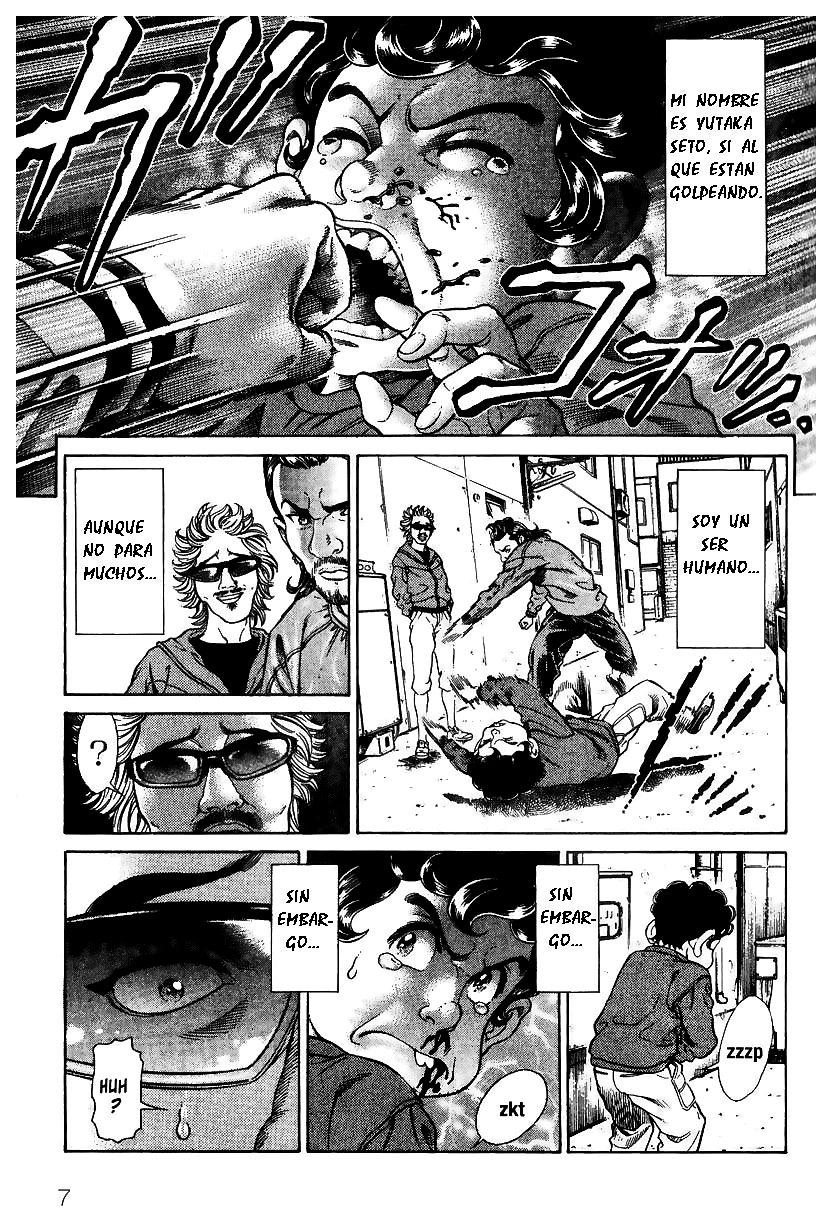 ガッ
MI NOMBRE
ES YUTAKA
SETO, SI AL
QUE ESTAN
GOLPEANDO.
コオッ..
SOY UN
SER
HUMANO...
AUNQUE
NO PARA
MUCHOS...
?
zzzp
SIN
EMBAR-
GO...
zkt
SIN
EMBAR-
GO...
HUH
?
7